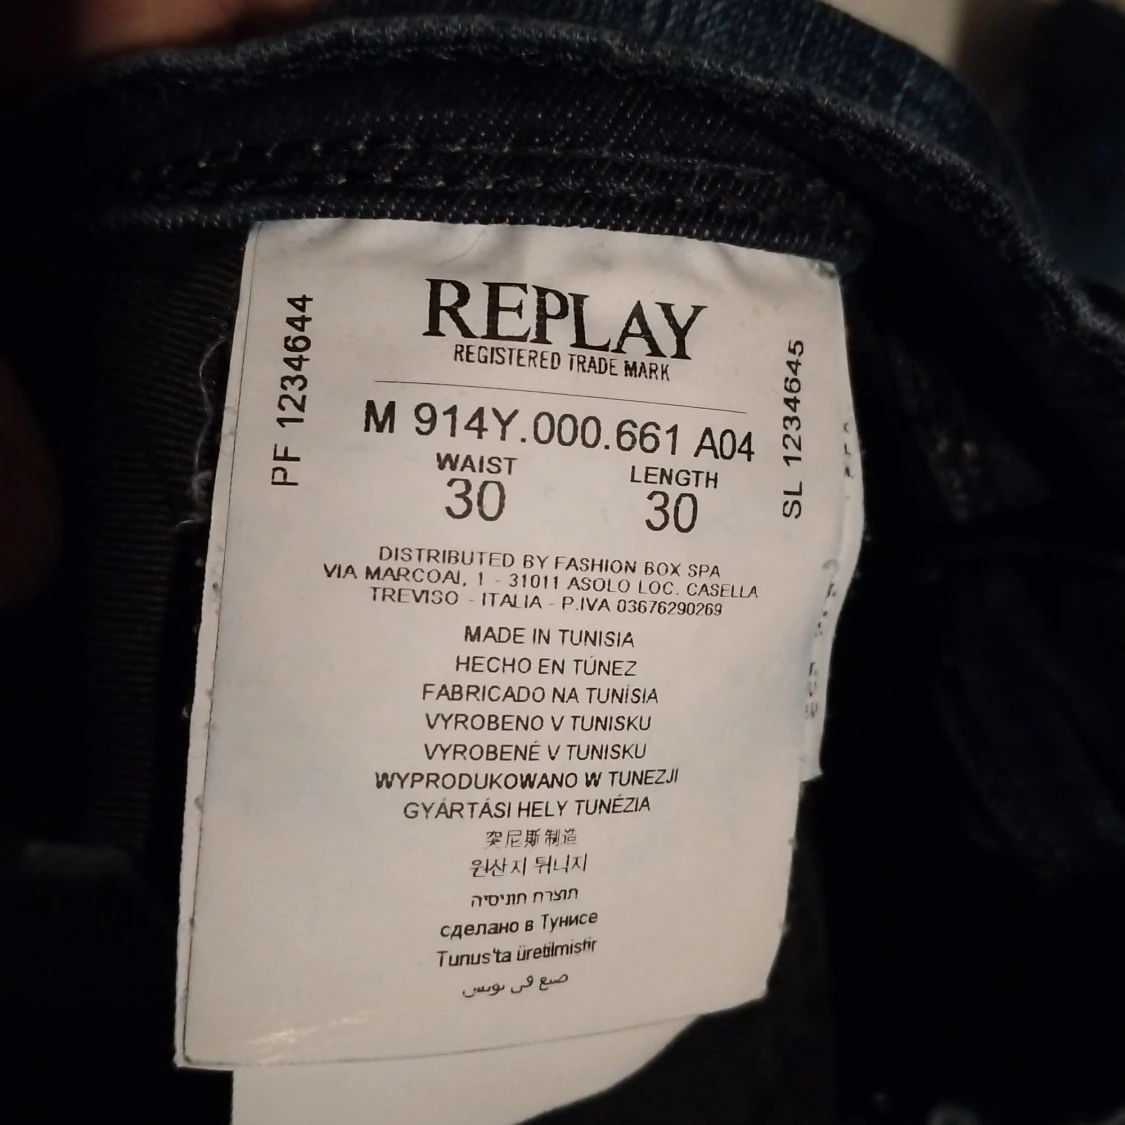 REPLAY
REGISTERED TRADE MARK
PF 1234644
SL 1234645
M 914Y.000.661 A04
WAIST LENGTH
30 30
DISTRIBUTED BY FASHION BOX SPA
VIA MARCOAI, 1 - 31011 ASOLO LOC. CASELLA
TREVISO - ITALIA - P.IVA 03676290269
MADE IN TUNISIA
HECHO EN TÚNEZ
FABRICADO NA TUNÍSIA
VYROBENO V TUNISKU
VYROBENÉ V TUNISKU
WYPRODUKOWANO W TUNEZJI
GYÁRTÁSI HELY TUNÉZIA
突尼斯制造
원산지 튀니지
תוצרת תוניסיה
сделано в Тунисе
Tunus'ta üretilmiştir
صنع في تونس